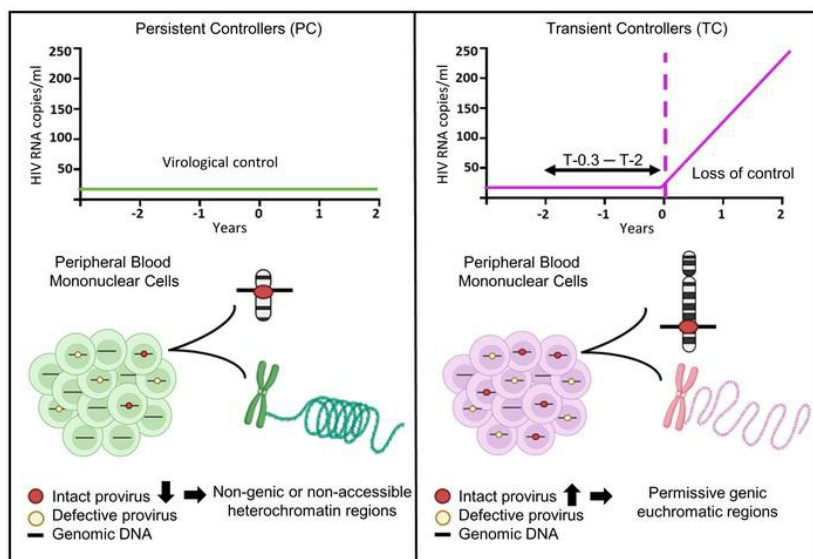 Persistent Controllers (PC)
HIV RNA copies/ml
250
200
150
100
50
Virological control
-2
-1
0
1
2
Years
Peripheral Blood
Mononuclear Cells
Intact provirus
Defective provirus
Genomic DNA
Non-genic or non-accessible
heterochromatin regions
Transient Controllers (TC)
HIV RNA copies/ml
250
200
150
100
50
T-0.3 — T-2
Loss of control
-2
-1
0
1
2
Years
Peripheral Blood
Mononuclear Cells
Intact provirus
Defective provirus
Genomic DNA
Permissive genic
euchromatic regions